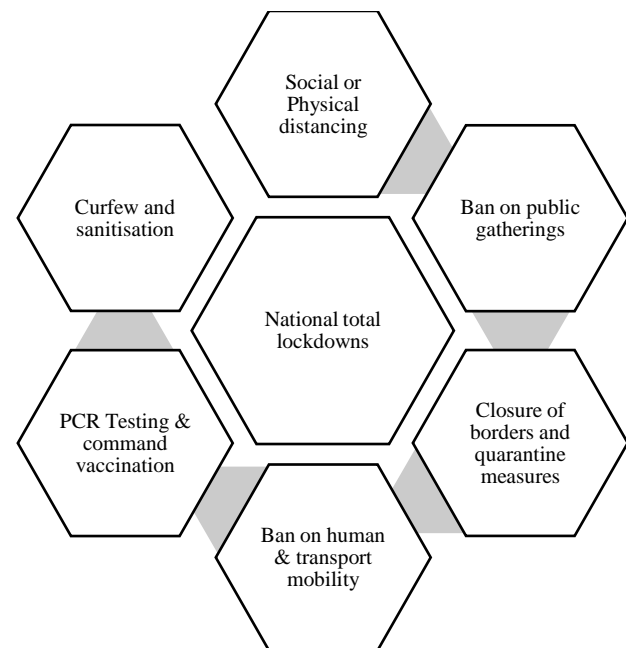 Social or
Physical
distancing
Curfew and
sanitisation
Ban on public
gatherings
National total
lockdowns
PCR Testing &
command
vaccination
Closure of
borders and
quarantine
measures
Ban on human
& transport
mobility